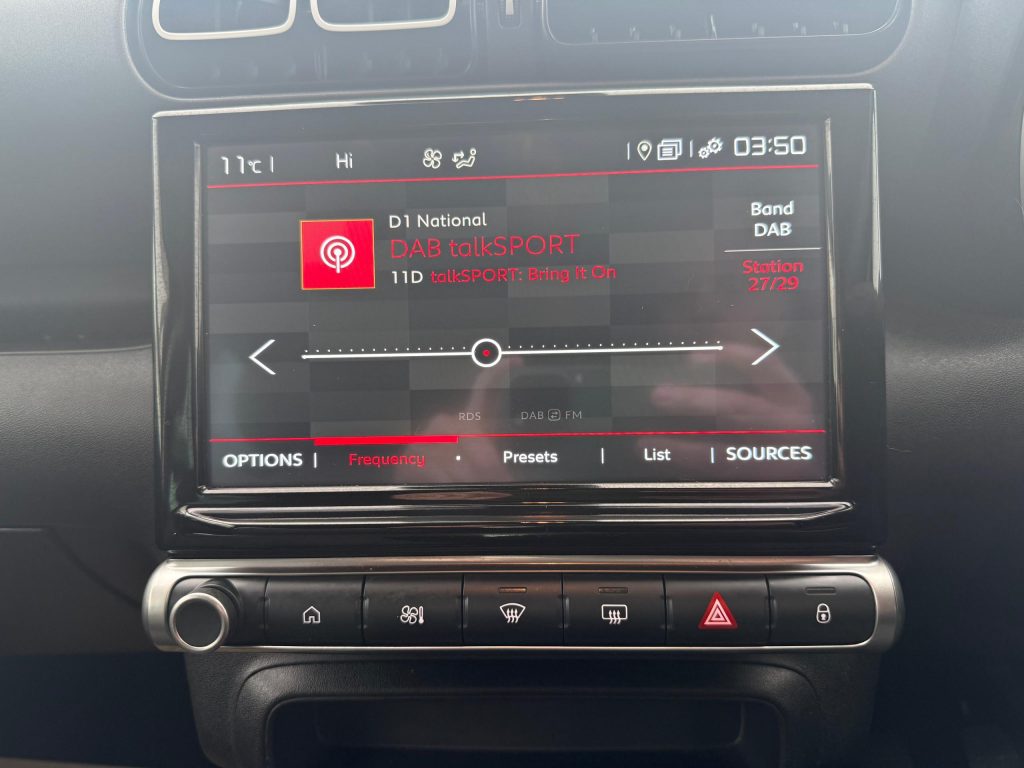 11°C | Hi | | 03:50
D1 National
DAB talkSPORT
11D talkSPORT: Bring It On
Band
DAB
Station
27/29
RDS DAB FM
OPTIONS | Frequency • Presets | List | SOURCES